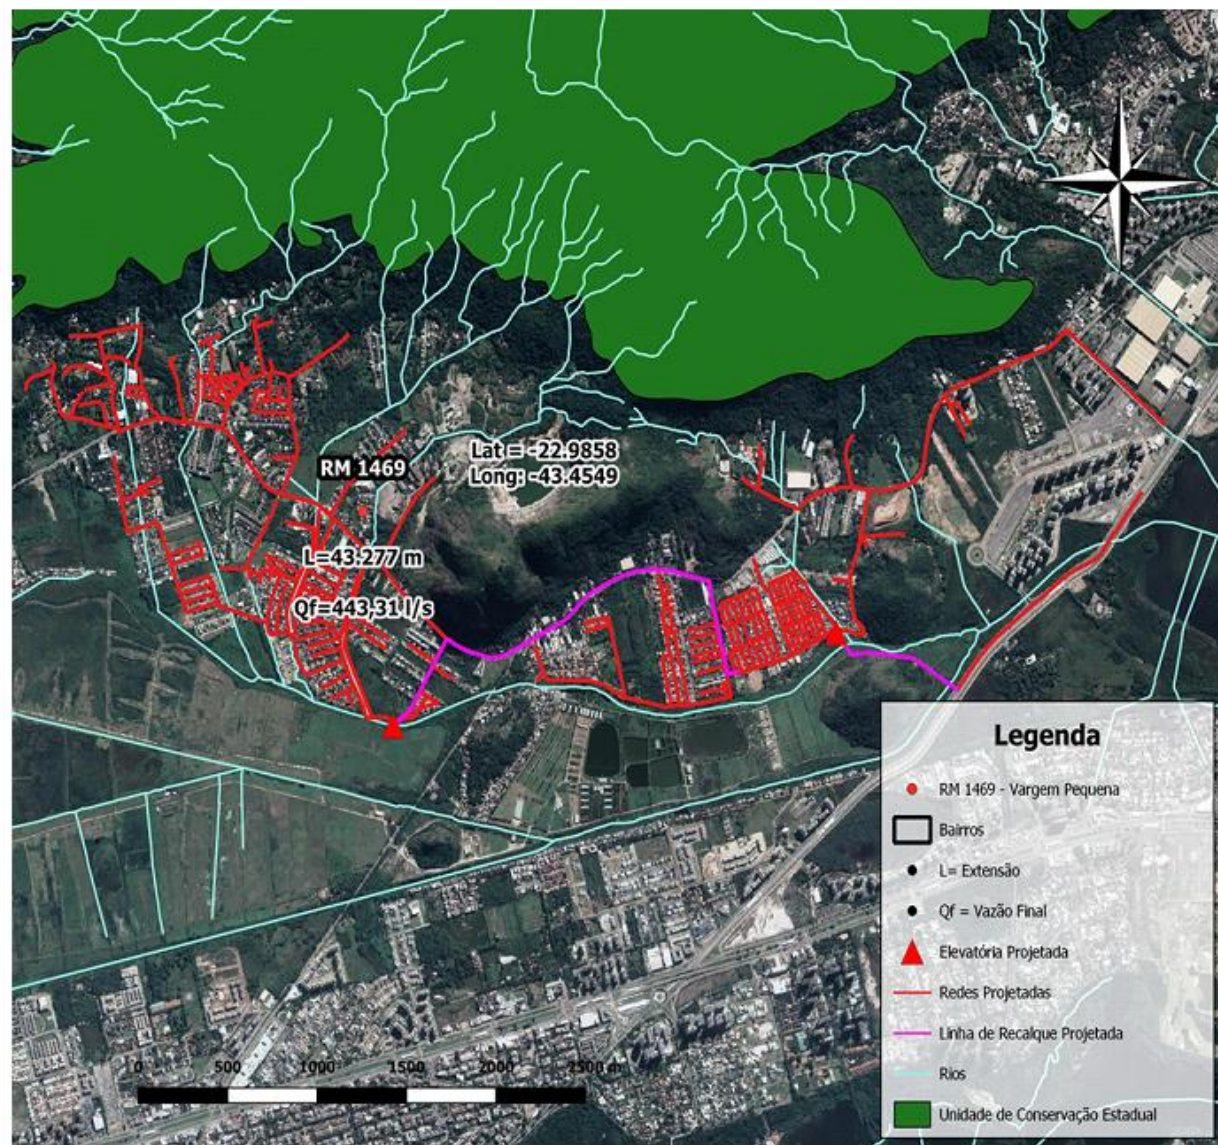 Lat = -22.9858
Long: -43.4549
RM 1469
L=43.277 m
Qf=443,31 l/s
Legenda
RM 1469 - Vargem Pequena
Bairros
L= Extensão
Qf = Vazão Final
Elevatória Projetada
Redes Projetadas
Linha de Recalque Projetada
Rios
Unidade de Conservação Estadual
0 500 1000 1500 2000 2500 m